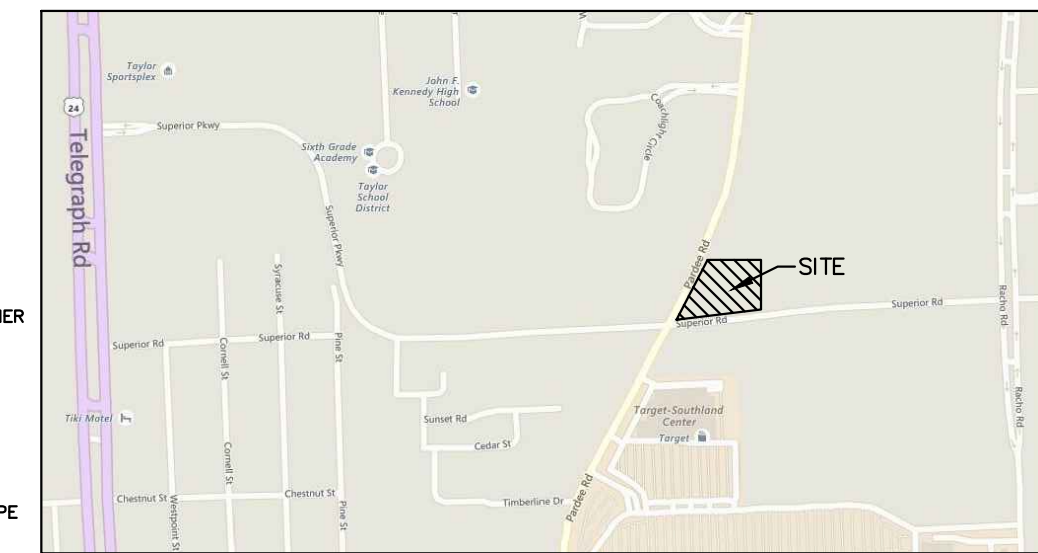 Taylor
Sportsplex
24
Telegraph Rd
Superior Pkwy
John F.
Kennedy High
School
Sixth Grade
Academy
Taylor
School
District
Superior Pkwy
Coachlight Circle
Pardee Rd
SITE
Superior Rd
Superior Rd
Racho Rd
Racho Rd
Syracuse St
Superior Rd
Superior Rd
Cornell St
Pine St
Tiki Motel
Sunset Rd
Cedar St
Cornell St
Chestnut St
Chestnut St
Westpoint St
Pine St
Timberline Dr
Pardee Rd
Target-Southland
Center
Target